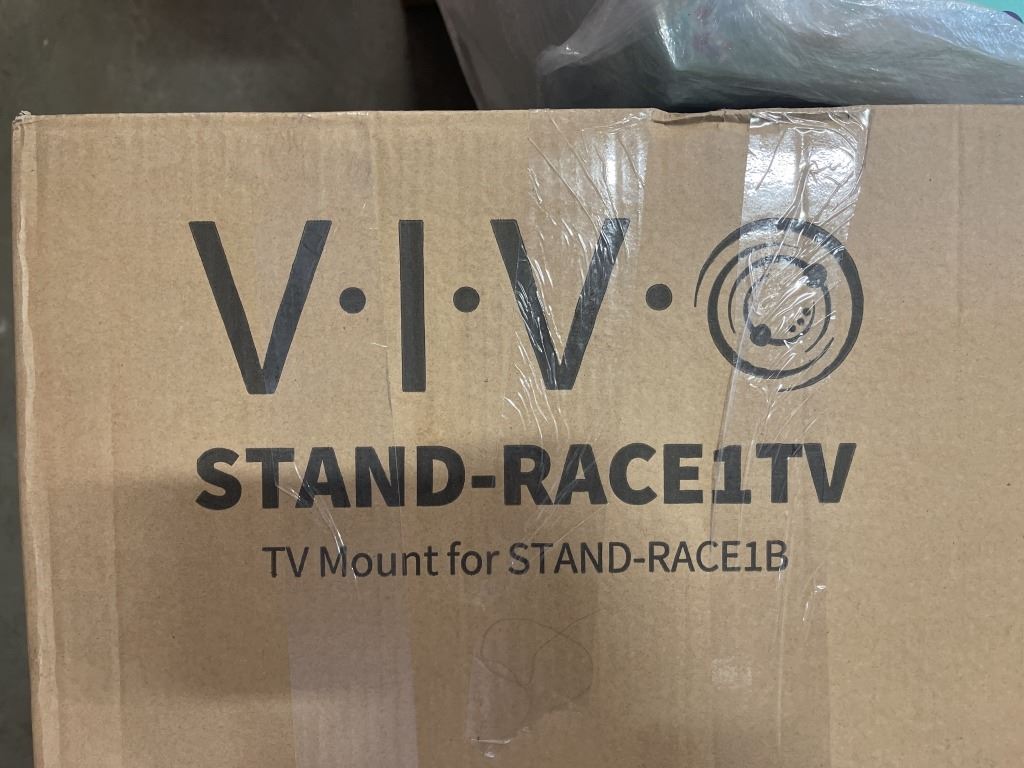 V·I·V·O
STAND-RACE1TV
TV Mount for STAND-RACE1B